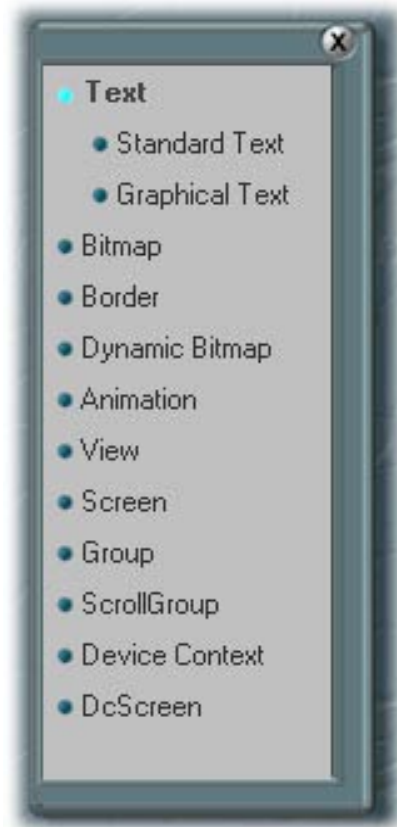 X
Text
Standard Text
Graphical Text
Bitmap
Border
Dynamic Bitmap
Animation
View
Screen
Group
ScrollGroup
Device Context
DcScreen